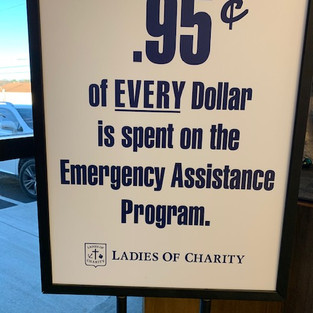 .95¢
of EVERY Dollar
is spent on the
Emergency Assistance
Program.
LADIES OF CHARITY